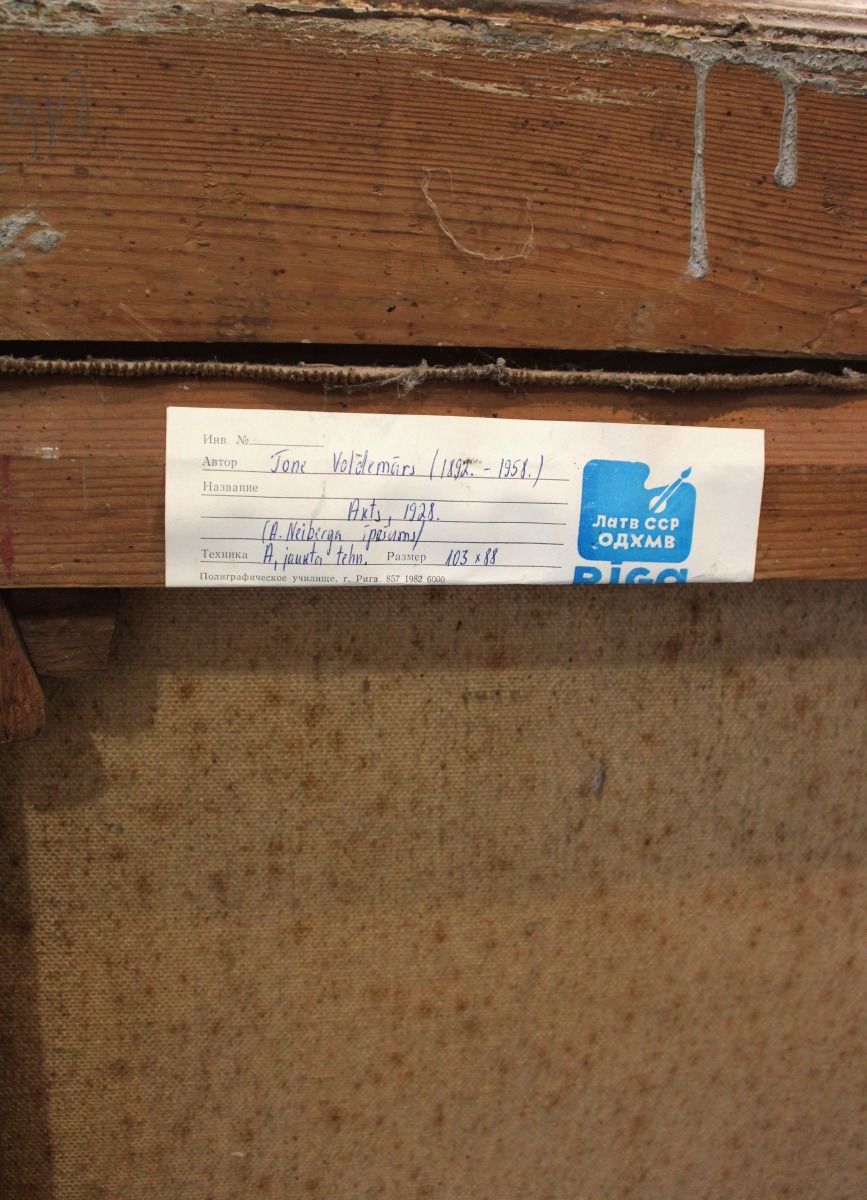 Инв. №
Автор Tone Voldemārs (1892. - 1958.)
Название
Akts, 1928.
(A. Neiberga īpašums)
Техника A, jaukta tehn. Размер 103 x 88
Полиграфическое училище, г. Рига 857 1982 6000
Латв ССР
ОДХМВ
Rīga